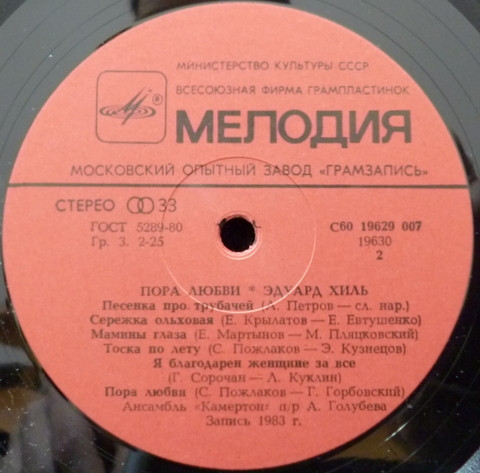 МИНИСТЕРСТВО КУЛЬТУРЫ СССР
ВСЕСОЮЗНАЯ ФИРМА ГРАМПЛАСТИНОК
®
МЕЛОДИЯ
МОСКОВСКИЙ ОПЫТНЫЙ ЗАВОД «ГРАМЗАПИСЬ»
СТЕРЕО 33
ГОСТ 5289-80
Гр. 3. 2-25
С60 19629 007
19630
2
ПОРА ЛЮБВИ * ЭДУАРД ХИЛЬ
Песенка про трубачей (А. Петров — сл. нар.)
Сережка ольховая (Е. Крылатов — Е. Евтушенко)
Мамины глаза (Е. Мартынов — М. Пляцковский)
Тоска по лету (С. Пожлаков — Э. Кузнецов)
Я благодарен женщине за все
(Г. Сорочан — Л. Куклин)
Пора любви (С. Пожлаков — Г. Горбовский)
Ансамбль «Камертон» п/р А. Голубева
Запись 1983 г.